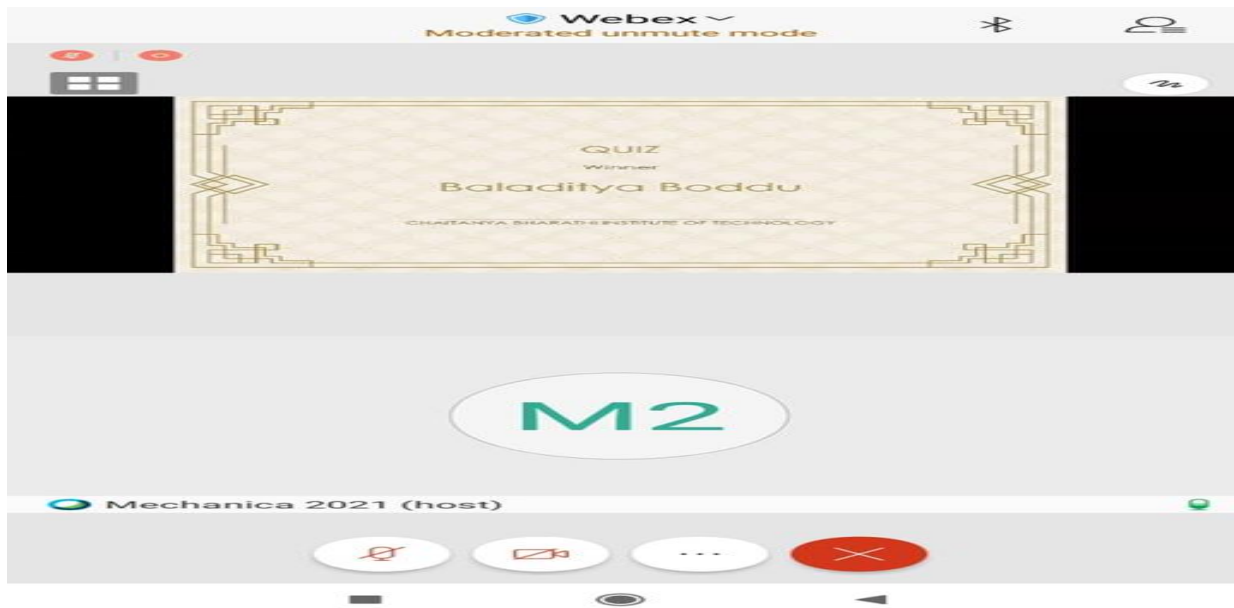 Webex
Moderated unmute mode
QUIZ
Winner
Baladitya Boddu
CHAITANYA BHARATHI INSTITUTE OF TECHNOLOGY
M2
Mechanica 2021 (host)